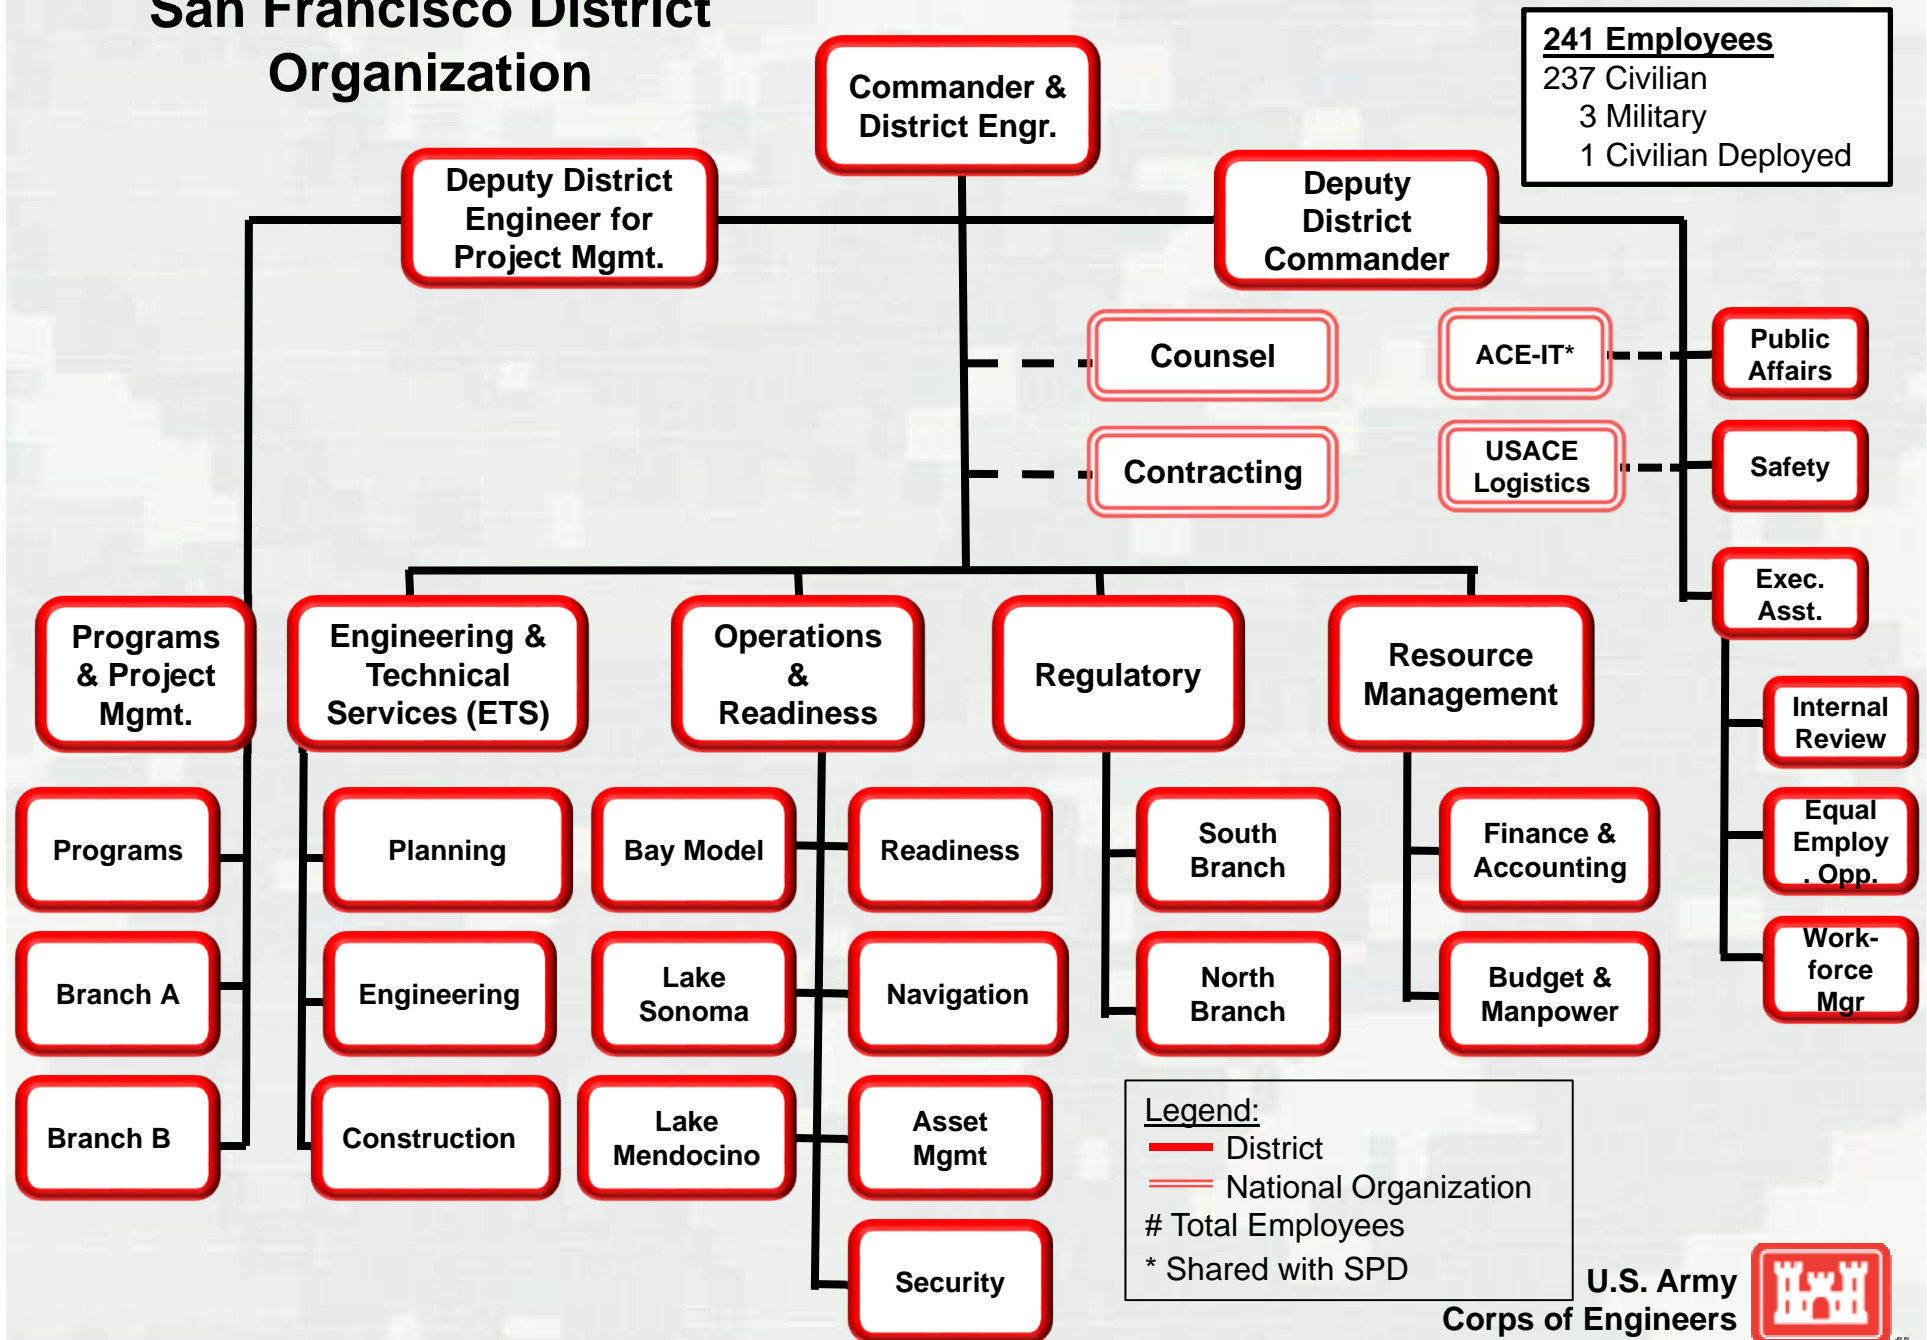 San Francisco District
Organization
241 Employees
237 Civilian
3 Military
1 Civilian Deployed
Commander &
District Engr.
Deputy District
Engineer for
Project Mgmt.
Deputy
District
Commander
Counsel
ACE-IT*
Public
Affairs
Contracting
USACE
Logistics
Safety
Exec.
Asst.
Programs
& Project
Mgmt.
Engineering &
Technical
Services (ETS)
Operations
&
Readiness
Regulatory
Resource
Management
Internal
Review
Equal
Employ
. Opp.
Work-
force
Mgr
Programs
Planning
Bay Model
Readiness
South
Branch
Finance &
Accounting
Branch A
Engineering
Lake
Sonoma
Navigation
North
Branch
Budget &
Manpower
Branch B
Construction
Lake
Mendocino
Asset
Mgmt
Security
Legend:
District
National Organization
# Total Employees
* Shared with SPD
U.S. Army
Corps of Engineers